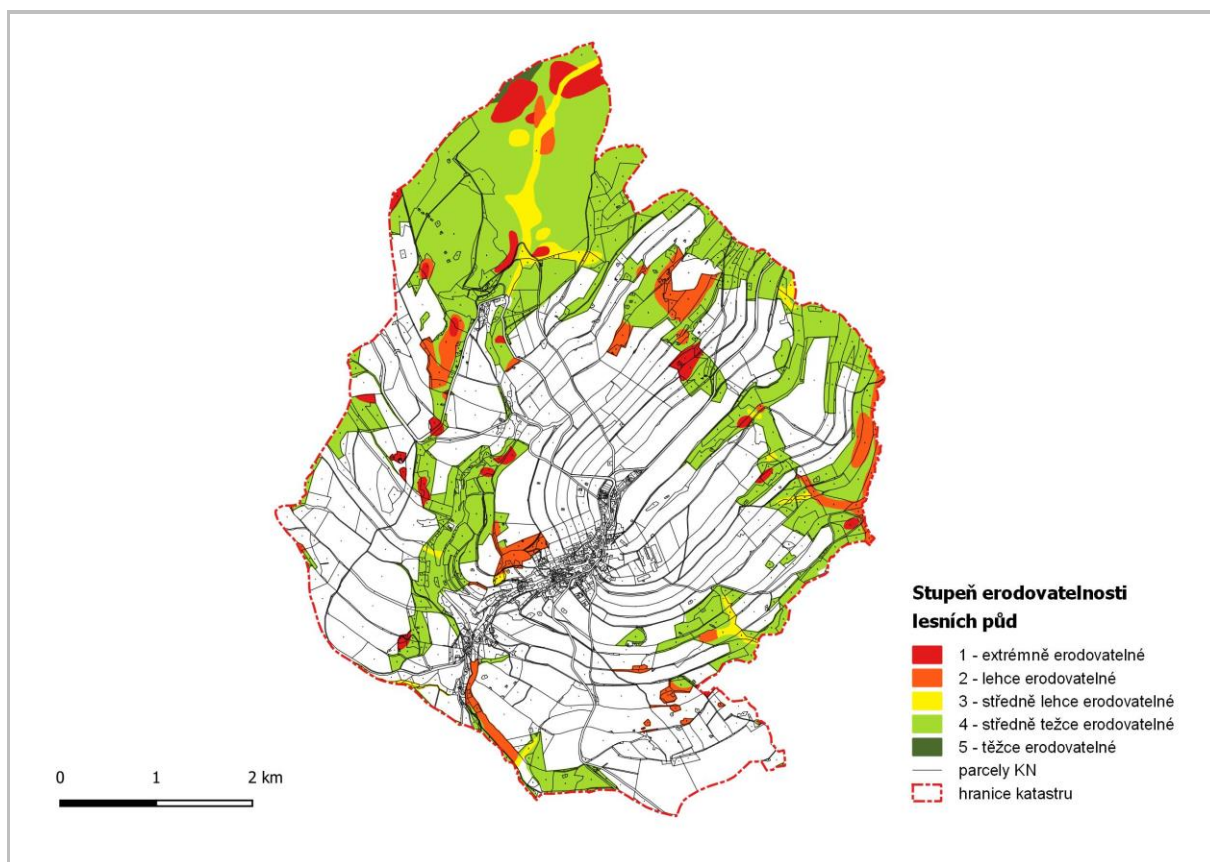 Stupeň erodovatelnosti
lesních půd
1 - extrémně erodovatelné
2 - lehce erodovatelné
3 - středně lehce erodovatelné
4 - středně težce erodovatelné
5 - těžce erodovatelné
parcely KN
hranice katastru
0 1 2 km